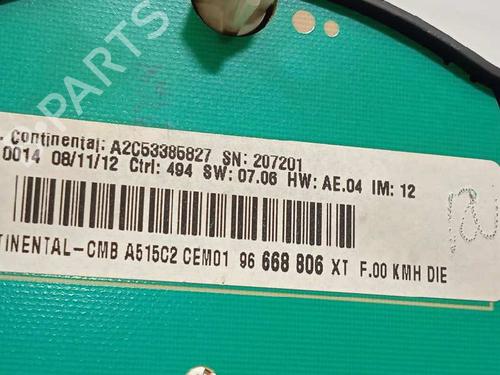 PARTS
. Continental: A2C53385827 SN: 207201
0014 08/11/12 Ctrl: 494 SW: 07.06 HW: AE.04 IM: 12
TINENTAL-CMB A515C2 CEM01 96 668 806 XT F.00 KMH DIE